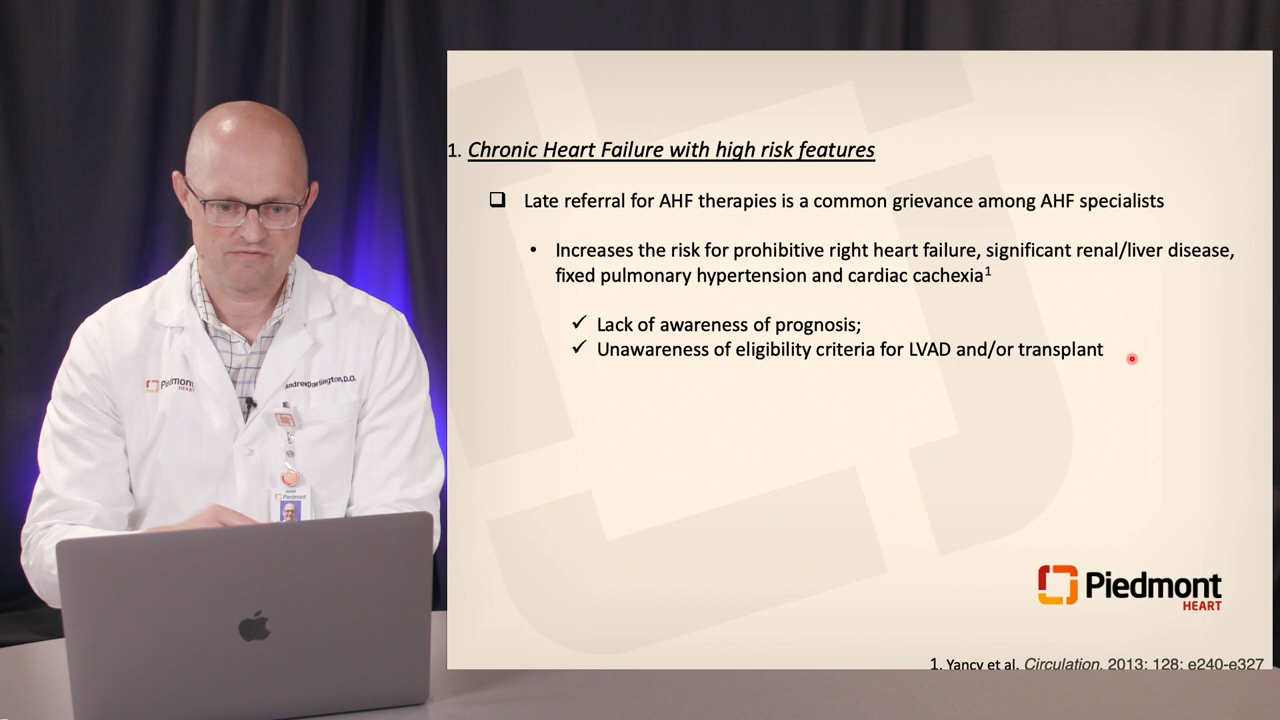 1. Chronic Heart Failure with high risk features
❑ Late referral for AHF therapies is a common grievance among AHF specialists
• Increases the risk for prohibitive right heart failure, significant renal/liver disease,
fixed pulmonary hypertension and cardiac cachexia1
✓ Lack of awareness of prognosis;
✓ Unawareness of eligibility criteria for LVAD and/or transplant
Piedmont
HEART
1. Yancy et al. Circulation. 2013; 128: e240-e327
Piedmont
HEART
Andrew Darlington, D.O.
Piedmont